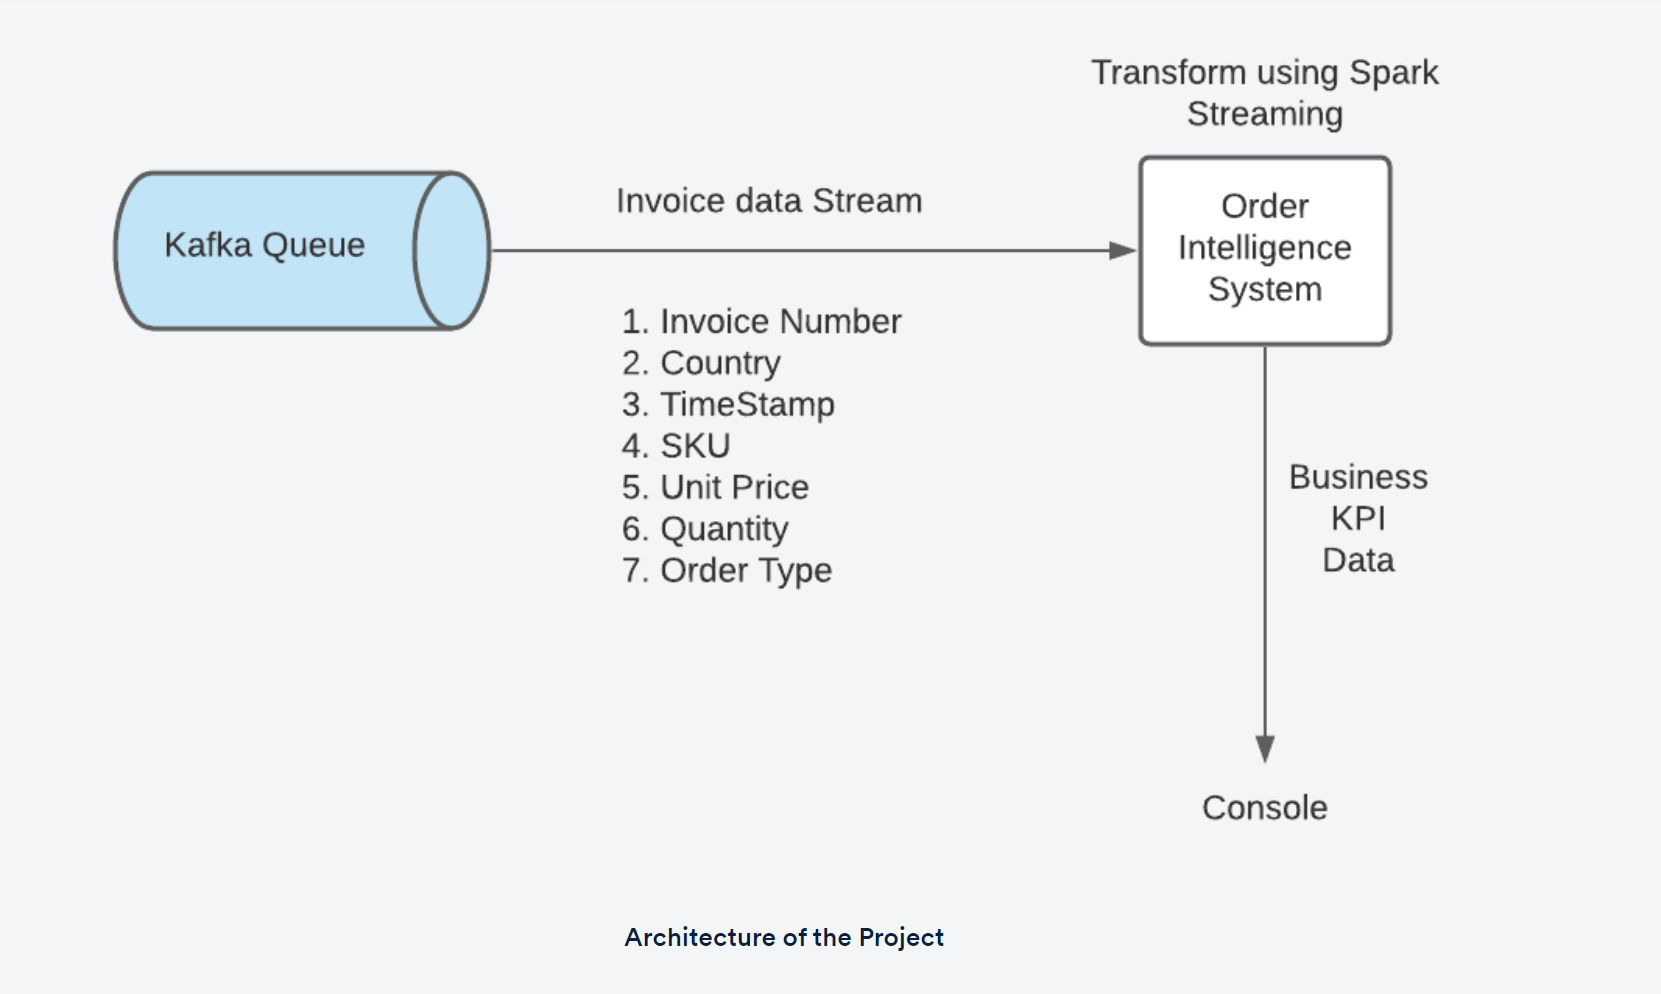 Transform using Spark
Streaming
Kafka Queue
Invoice data Stream
Order
Intelligence
System
1. Invoice Number
2. Country
3. TimeStamp
4. SKU
5. Unit Price
6. Quantity
7. Order Type
Business
KPI
Data
Console
Architecture of the Project